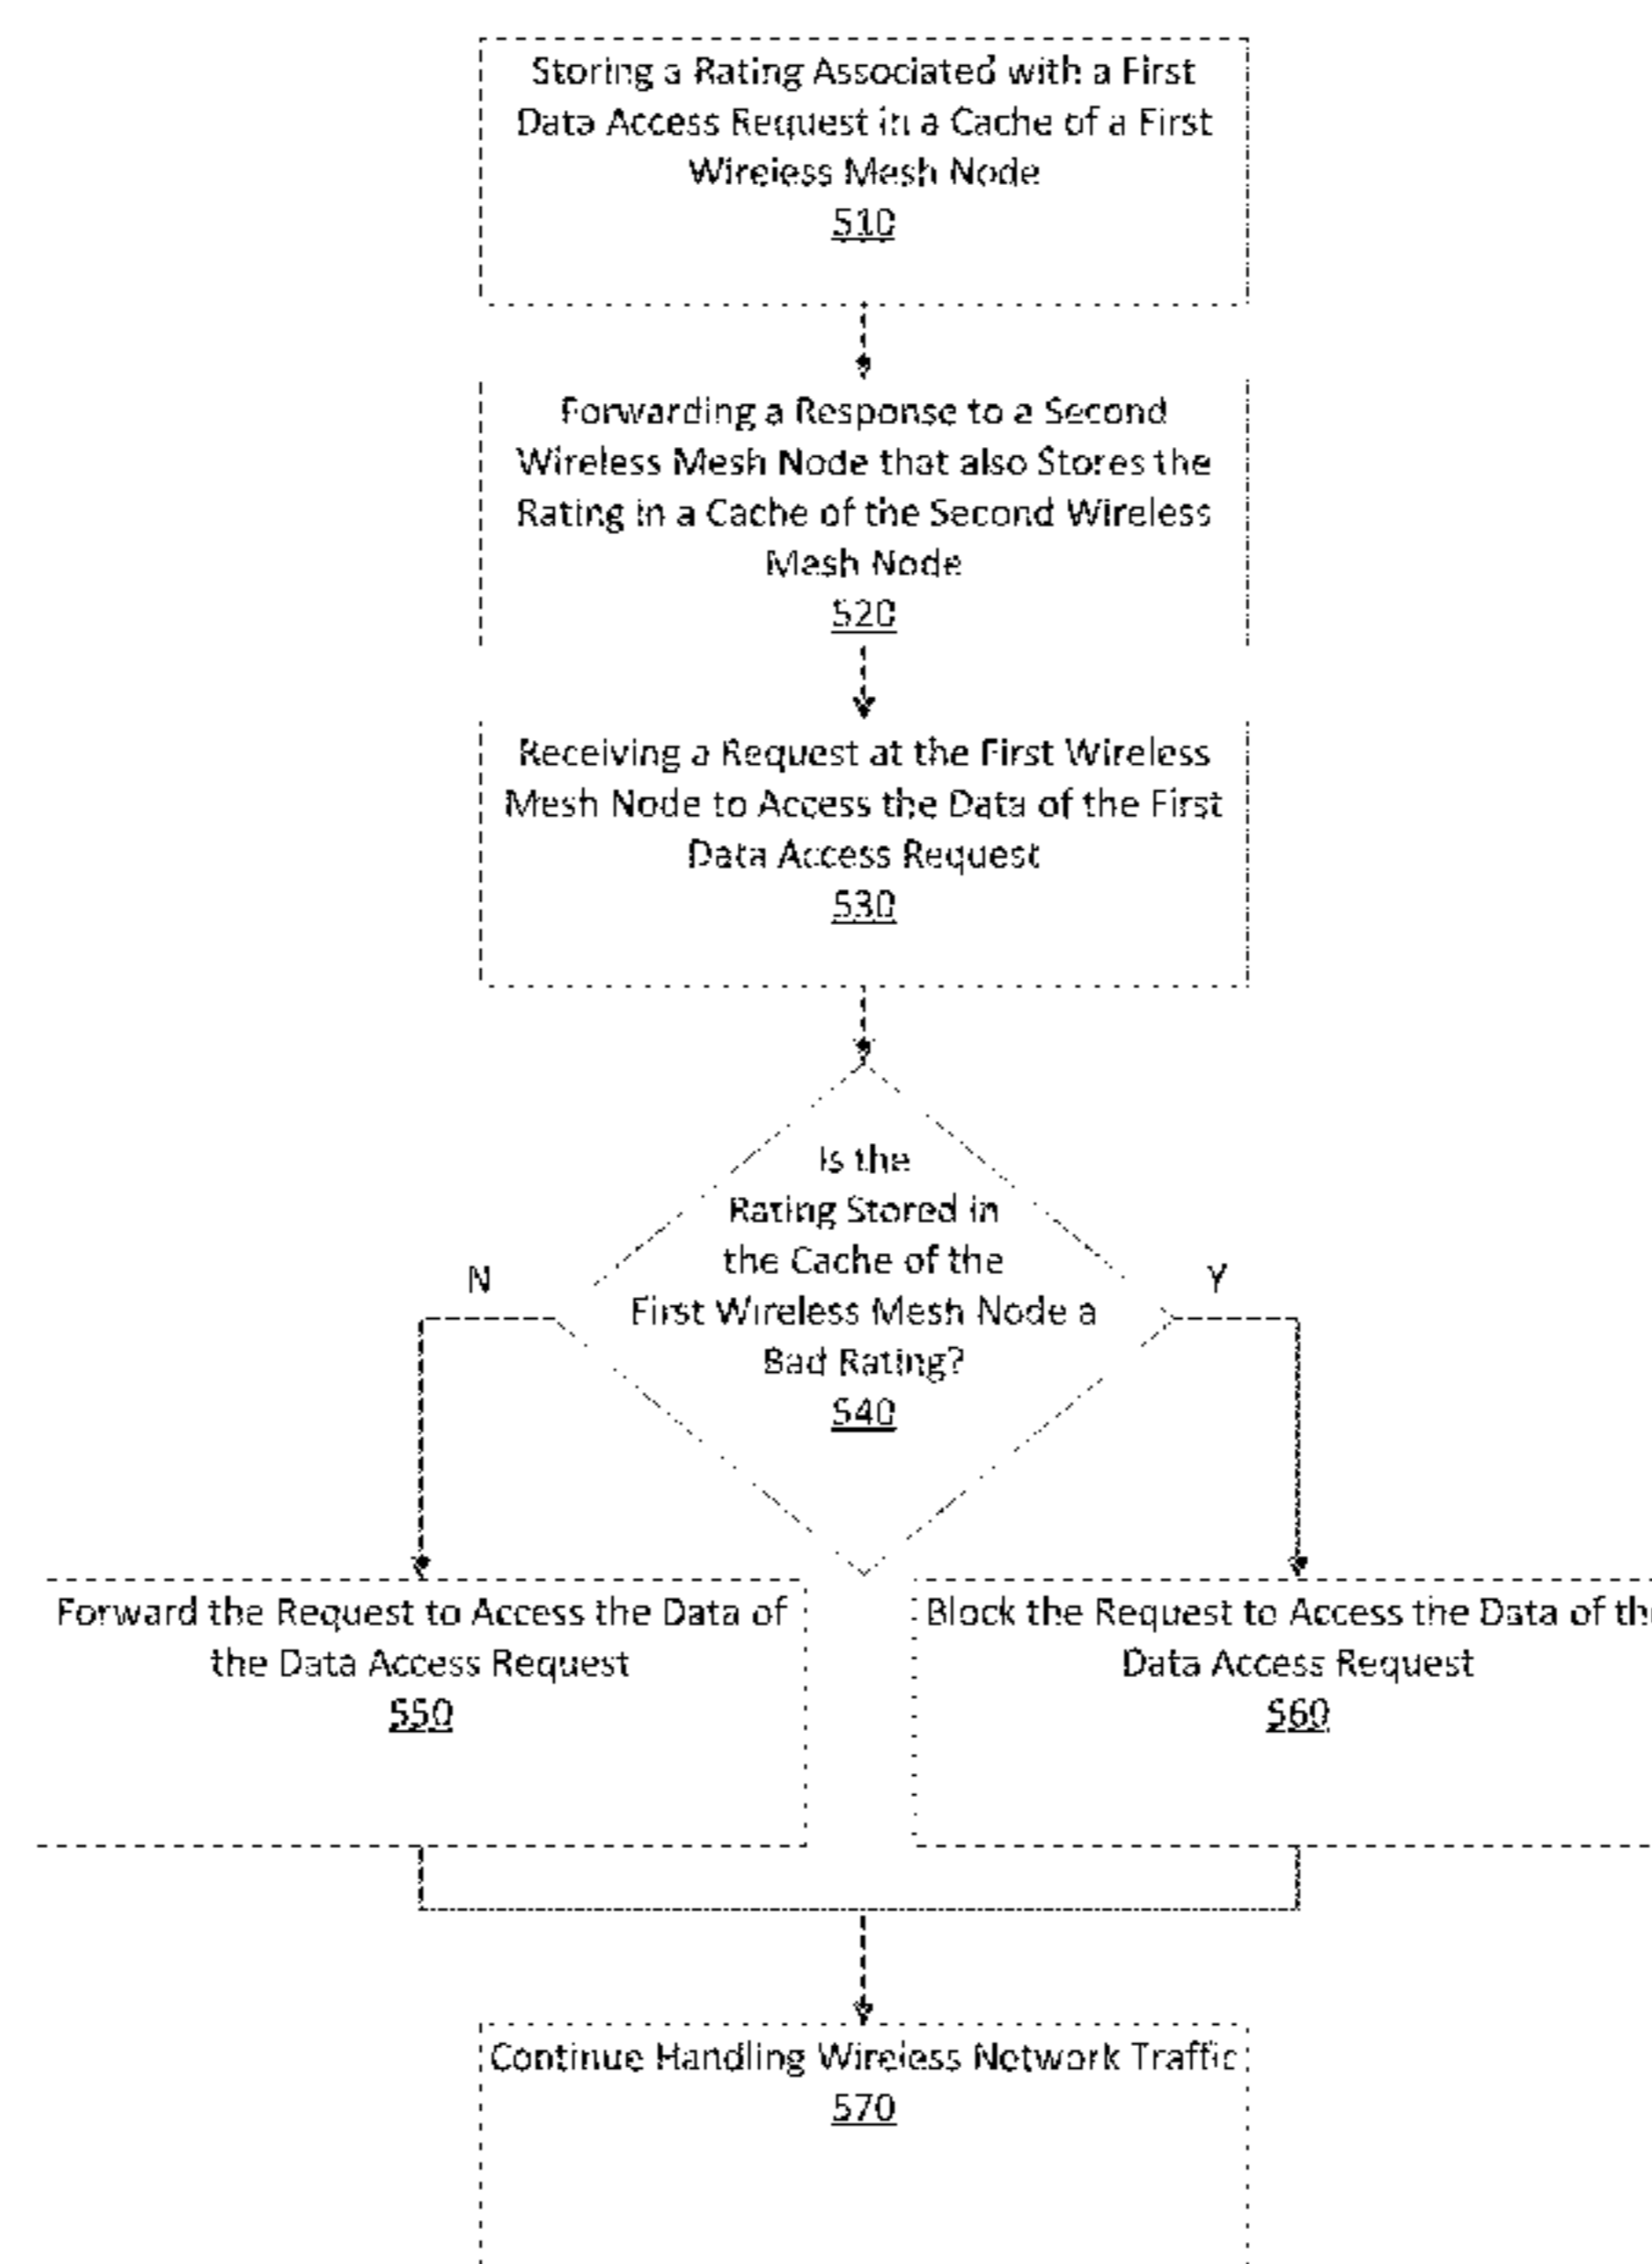 Storing a Rating Associated with a First
Data Access Request in a Cache of a First
Wireless Mesh Node
510
Forwarding a Response to a Second
Wireless Mesh Node that also Stores the
Rating in a Cache of the Second Wireless
Mesh Node
520
Receiving a Request at the First Wireless
Mesh Node to Access the Data of the First
Data Access Request
530
Is the
Rating Stored in
the Cache of the
First Wireless Mesh Node a
Bad Rating?
540
N
Y
Forward the Request to Access the Data of
the Data Access Request
550
Block the Request to Access the Data of
Data Access Request
560
Continue Handling Wireless Network Traffic
570